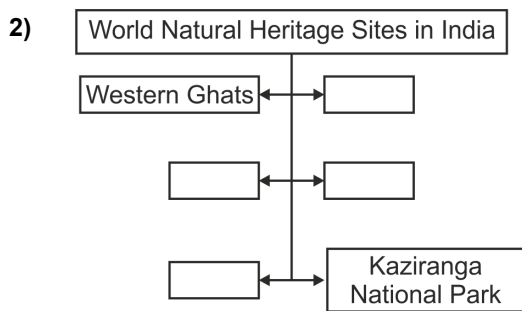 2)
World Natural Heritage Sites in India
Western Ghats
Kaziranga
National Park